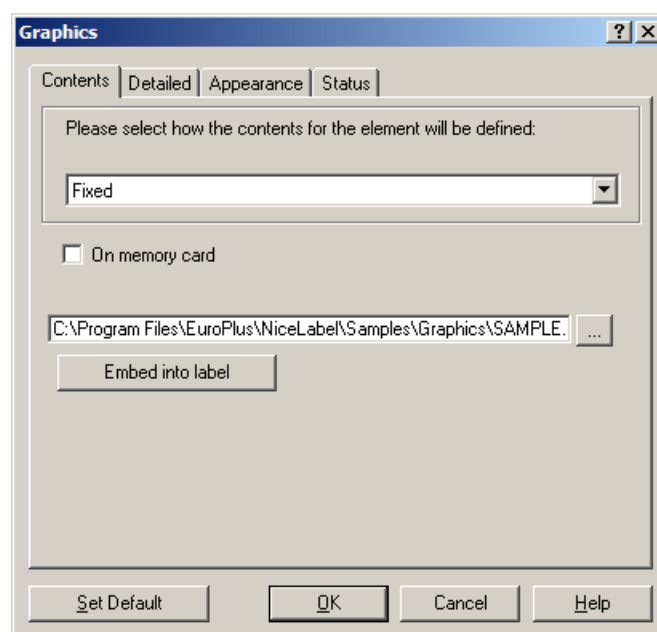 Graphics
Contents Detailed Appearance Status
Please select how the contents for the element will be defined:
Fixed
On memory card
C:\Program Files\EuroPlus\NiceLabel\Samples\Graphics\SAMPLE. ...
Embed into label
Set Default OK Cancel Help